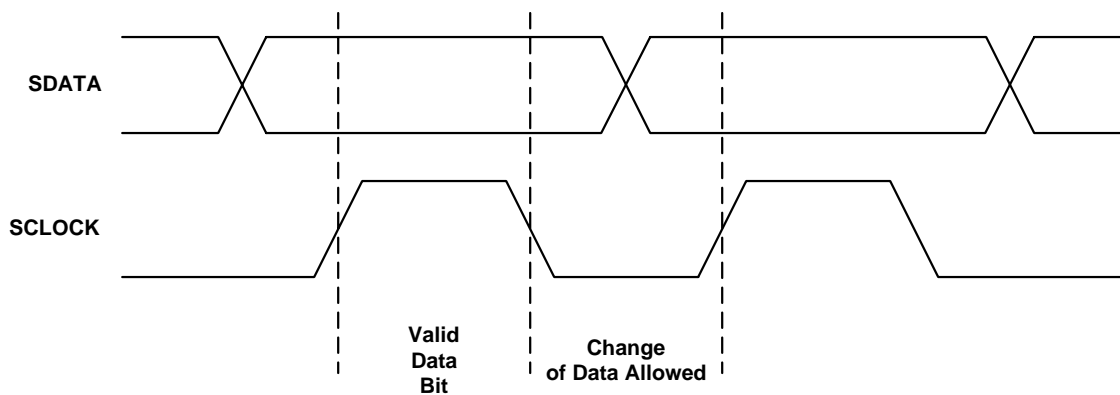 SDATA
SCLOCK
Valid
Data
Bit
Change
of Data Allowed